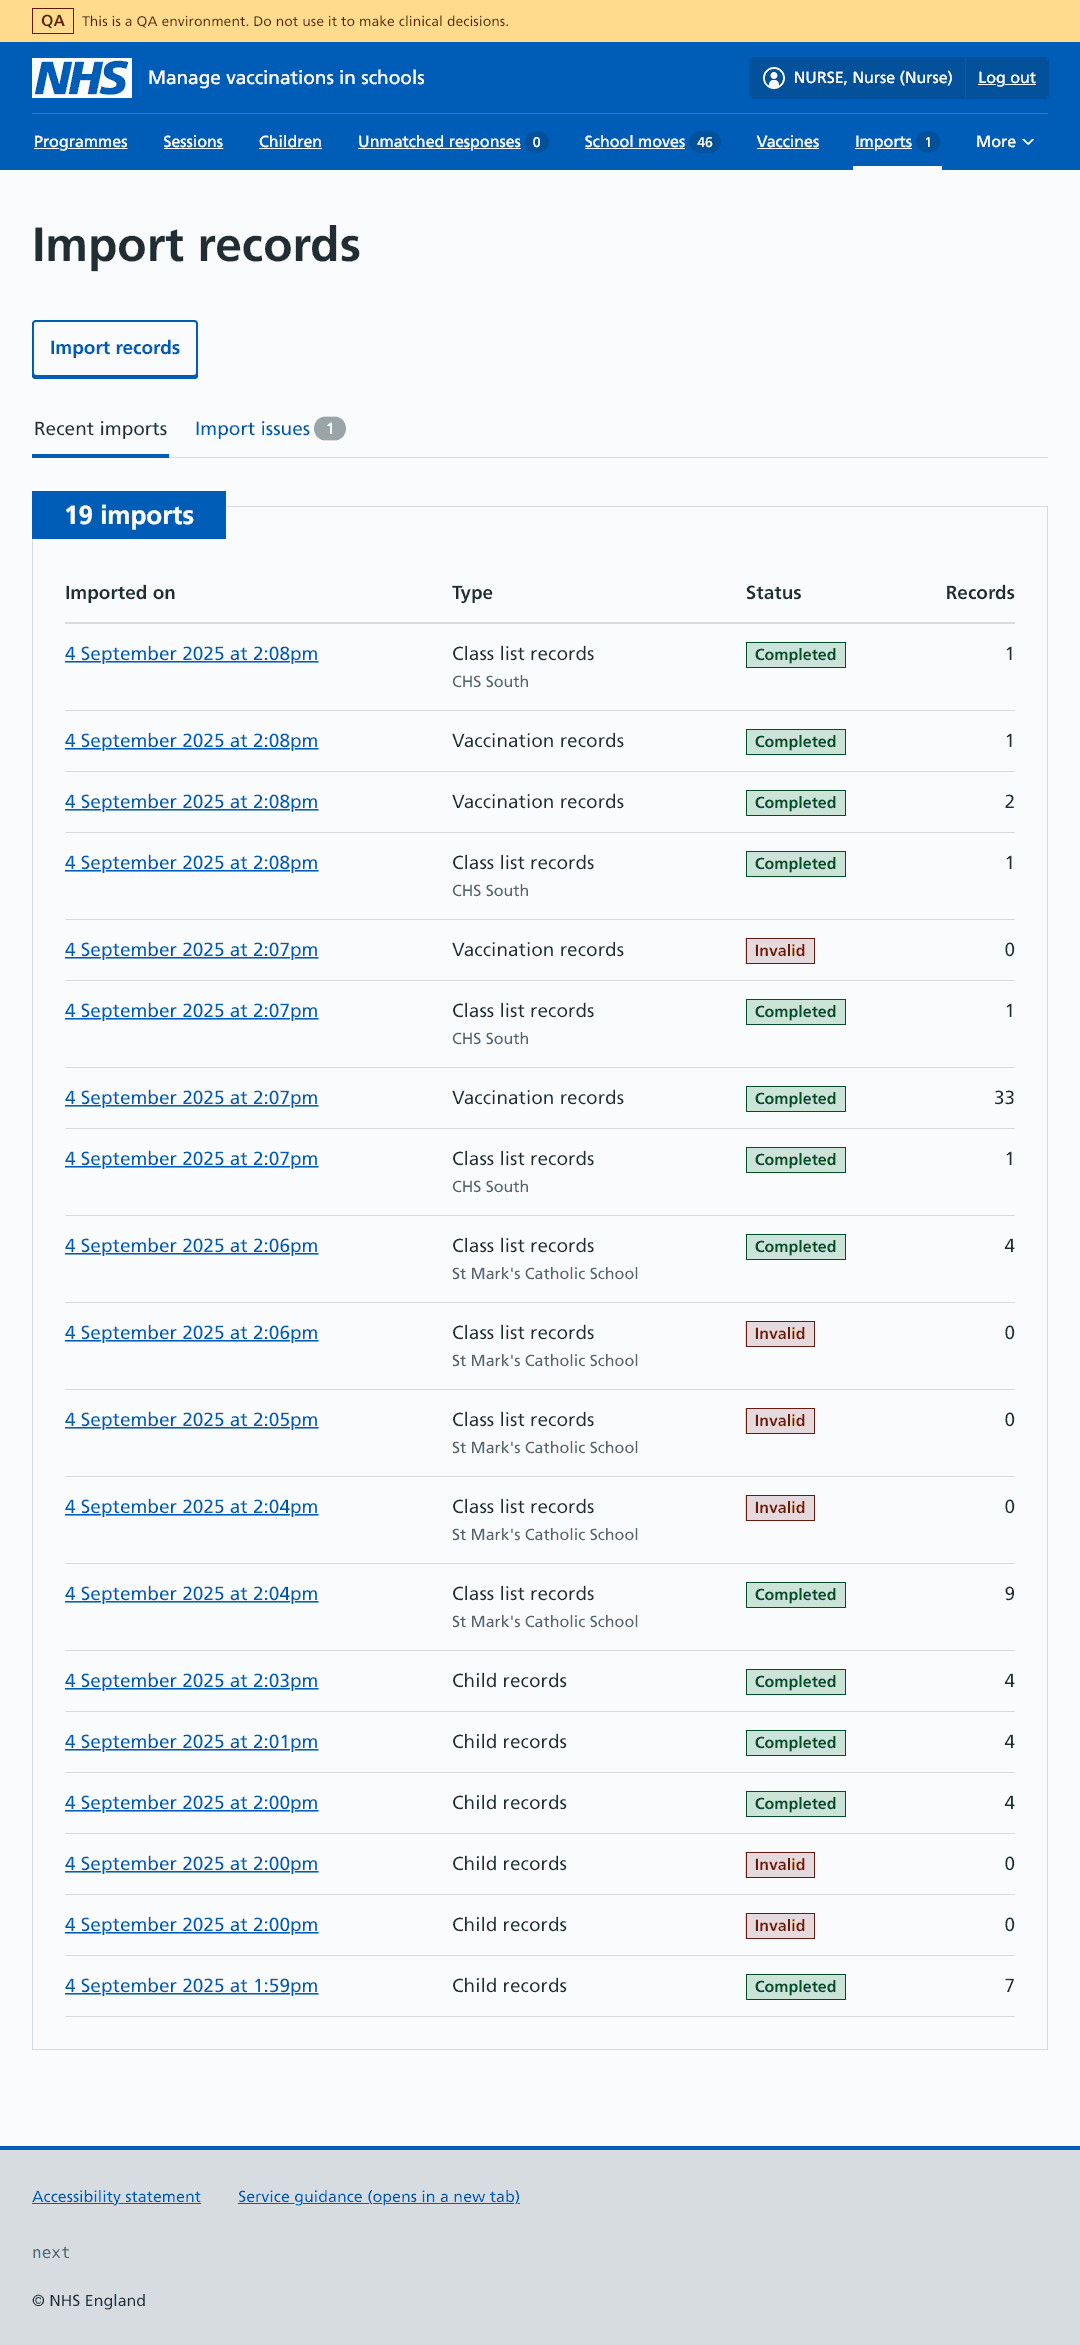 QA This is a QA environment. Do not use it to make clinical decisions.
NHS Manage vaccinations in schools NURSE, Nurse (Nurse) Log out
Programmes Sessions Children Unmatched responses 0 School moves 46 Vaccines Imports 1 More
Import records
Import records
Recent imports Import issues 1
19 imports
Imported on Type Status Records
4 September 2025 at 2:08pm Class list records Completed 1
CHS South
4 September 2025 at 2:08pm Vaccination records Completed 1
4 September 2025 at 2:08pm Vaccination records Completed 2
4 September 2025 at 2:08pm Class list records Completed 1
CHS South
4 September 2025 at 2:07pm Vaccination records Invalid 0
4 September 2025 at 2:07pm Class list records Completed 1
CHS South
4 September 2025 at 2:07pm Vaccination records Completed 33
4 September 2025 at 2:07pm Class list records Completed 1
CHS South
4 September 2025 at 2:06pm Class list records Completed 4
St Mark's Catholic School
4 September 2025 at 2:06pm Class list records Invalid 0
St Mark's Catholic School
4 September 2025 at 2:05pm Class list records Invalid 0
St Mark's Catholic School
4 September 2025 at 2:04pm Class list records Invalid 0
St Mark's Catholic School
4 September 2025 at 2:04pm Class list records Completed 9
St Mark's Catholic School
4 September 2025 at 2:03pm Child records Completed 4
4 September 2025 at 2:01pm Child records Completed 4
4 September 2025 at 2:00pm Child records Completed 4
4 September 2025 at 2:00pm Child records Invalid 0
4 September 2025 at 2:00pm Child records Invalid 0
4 September 2025 at 1:59pm Child records Completed 7
Accessibility statement Service guidance (opens in a new tab)
next
© NHS England